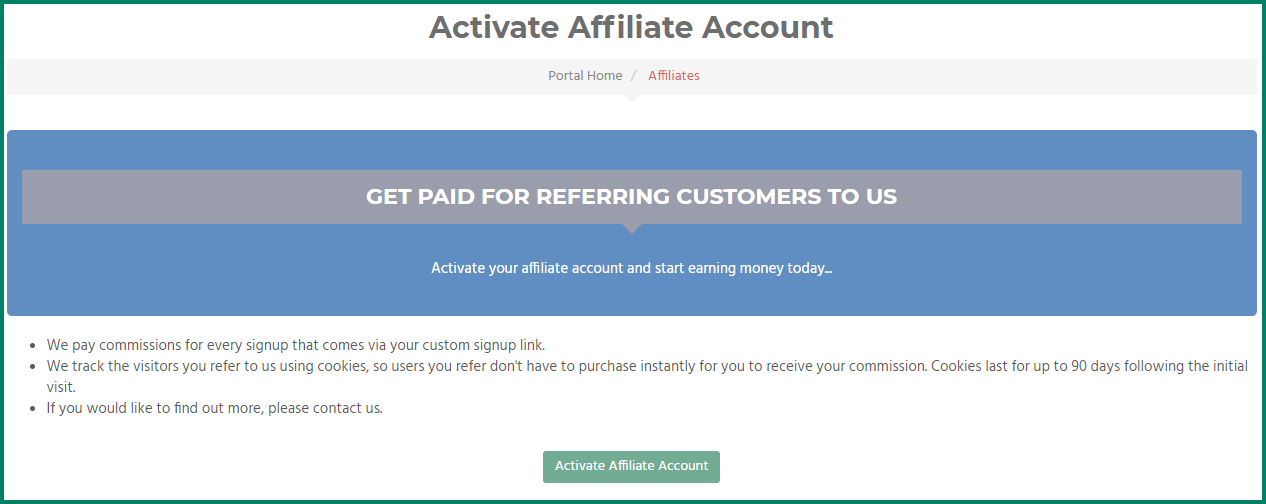 Activate Affiliate Account
Portal Home / Affiliates
GET PAID FOR REFERRING CUSTOMERS TO US
Activate your affiliate account and start earning money today...
• We pay commissions for every signup that comes via your custom signup link.
• We track the visitors you refer to us using cookies, so users you refer don't have to purchase instantly for you to receive your commission. Cookies last for up to 90 days following the initial
visit.
• If you would like to find out more, please contact us.
Activate Affiliate Account